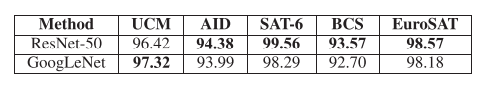 Method UCM AID SAT-6 BCS EuroSAT
ResNet-50 96.42 94.38 99.56 93.57 98.57
GoogLeNet 97.32 93.99 98.29 92.70 98.18